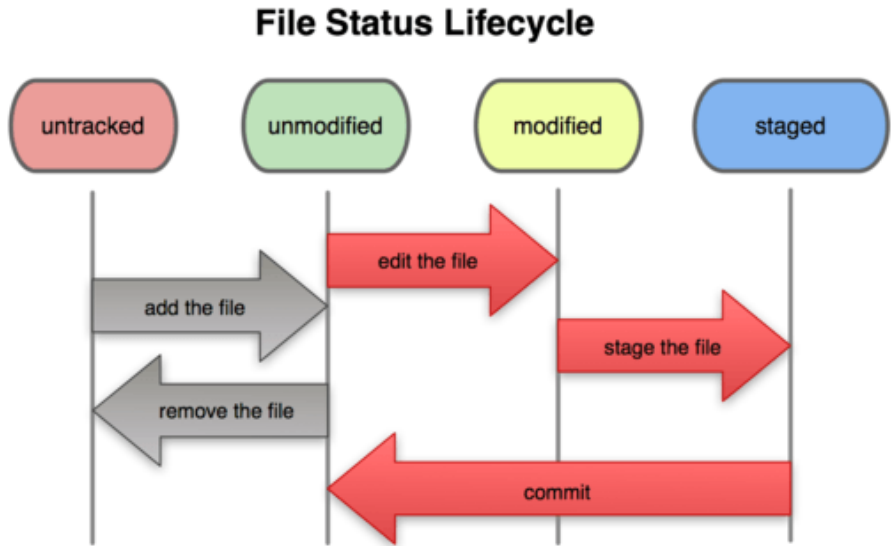 File Status Lifecycle
untracked
unmodified
modified
staged
edit the file
add the file
stage the file
remove the file
commit